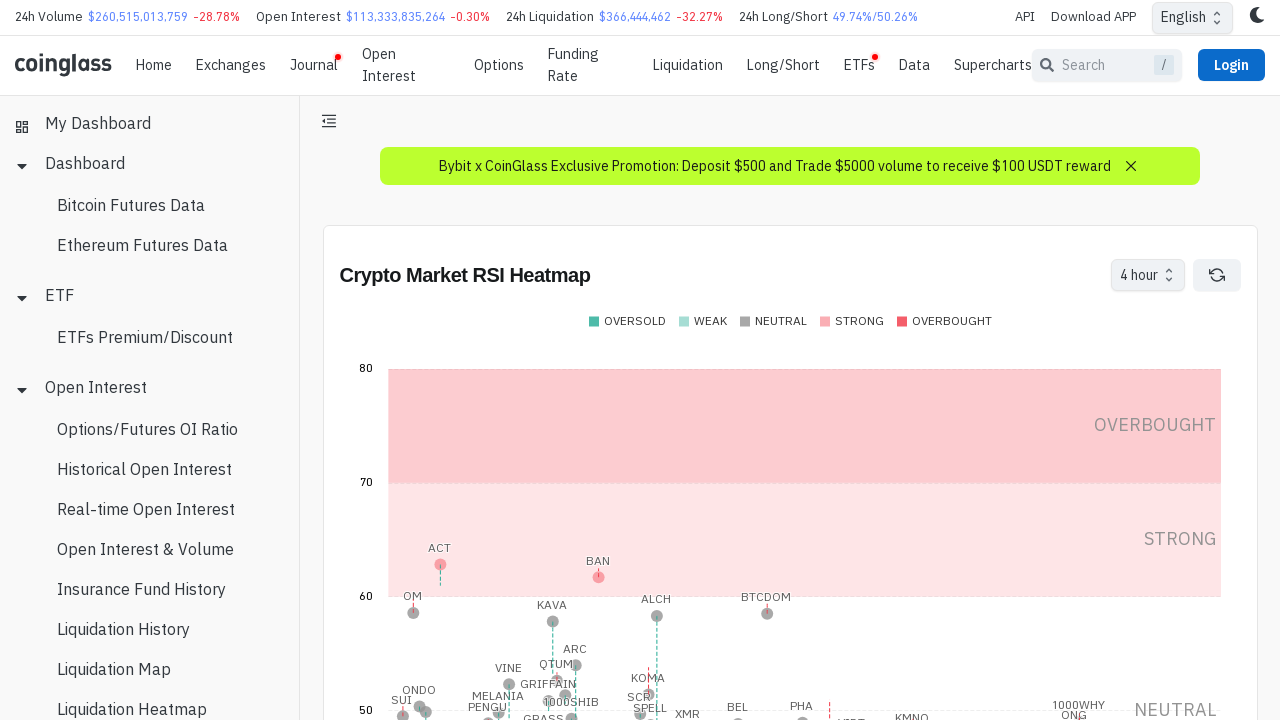 24h Volume $260,515,013,759 -28.78% Open Interest $113,333,835,264 -0.30% 24h Liquidation $366,444,462 -32.27% 24h Long/Short 49.74%/50.26% API Download APP English
coinglass Home Exchanges Journal Open Interest Options Funding Rate Liquidation Long/Short ETFs Data Supercharts Search / Login
My Dashboard
Dashboard
Bitcoin Futures Data
Ethereum Futures Data
ETF
ETFs Premium/Discount
Open Interest
Options/Futures OI Ratio
Historical Open Interest
Real-time Open Interest
Open Interest & Volume
Insurance Fund History
Liquidation History
Liquidation Map
Liquidation Heatmap
Bybit x CoinGlass Exclusive Promotion: Deposit $500 and Trade $5000 volume to receive $100 USDT reward
Crypto Market RSI Heatmap
4 hour
OVERSOLD WEAK NEUTRAL STRONG OVERBOUGHT
80
OVERBOUGHT
70
STRONG
ACT
BAN
60
OM
KAVA
ALCH
BTCDOM
ARC
VINE
QTUM
KOMA
GRIFFAIN
ONDO
SUI
MELANIA
PENGU
1000SHIB
SCR
SPELL
GRASS
XMR
BEL
PHA
VIRT
KMNO
1000WHY
ONG
50
NEUTRAL